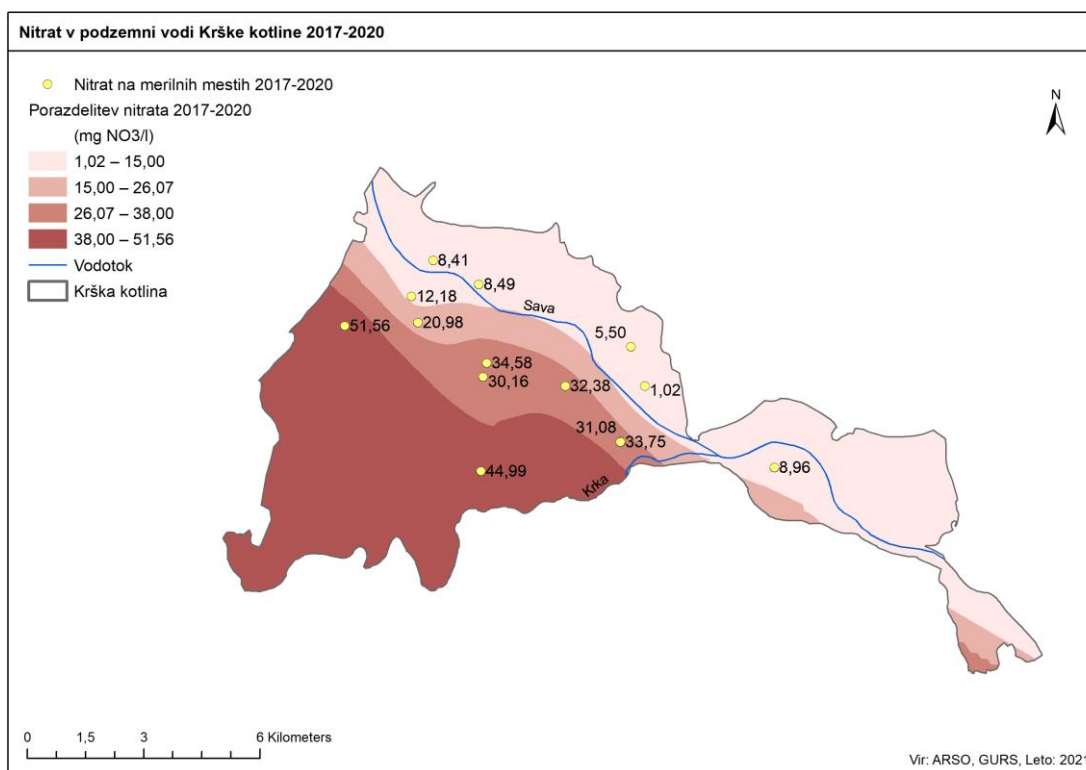 Nitrat v podzemni vodi Krške kotline 2017-2020
Nitrat na merilnih mestih 2017-2020
Porazdelitev nitrata 2017-2020
(mg NO3/l)
1,02 – 15,00
15,00 – 26,07
26,07 – 38,00
38,00 – 51,56
Vodotok
Krška kotlina
N
8,41
8,49
12,18
Sava
20,98
51,56
5,50
34,58
30,16
32,38
1,02
31,08
33,75
44,99
Krka
8,96
0 1,5 3 6 Kilometers
Vir: ARSO, GURS, Leto: 2021